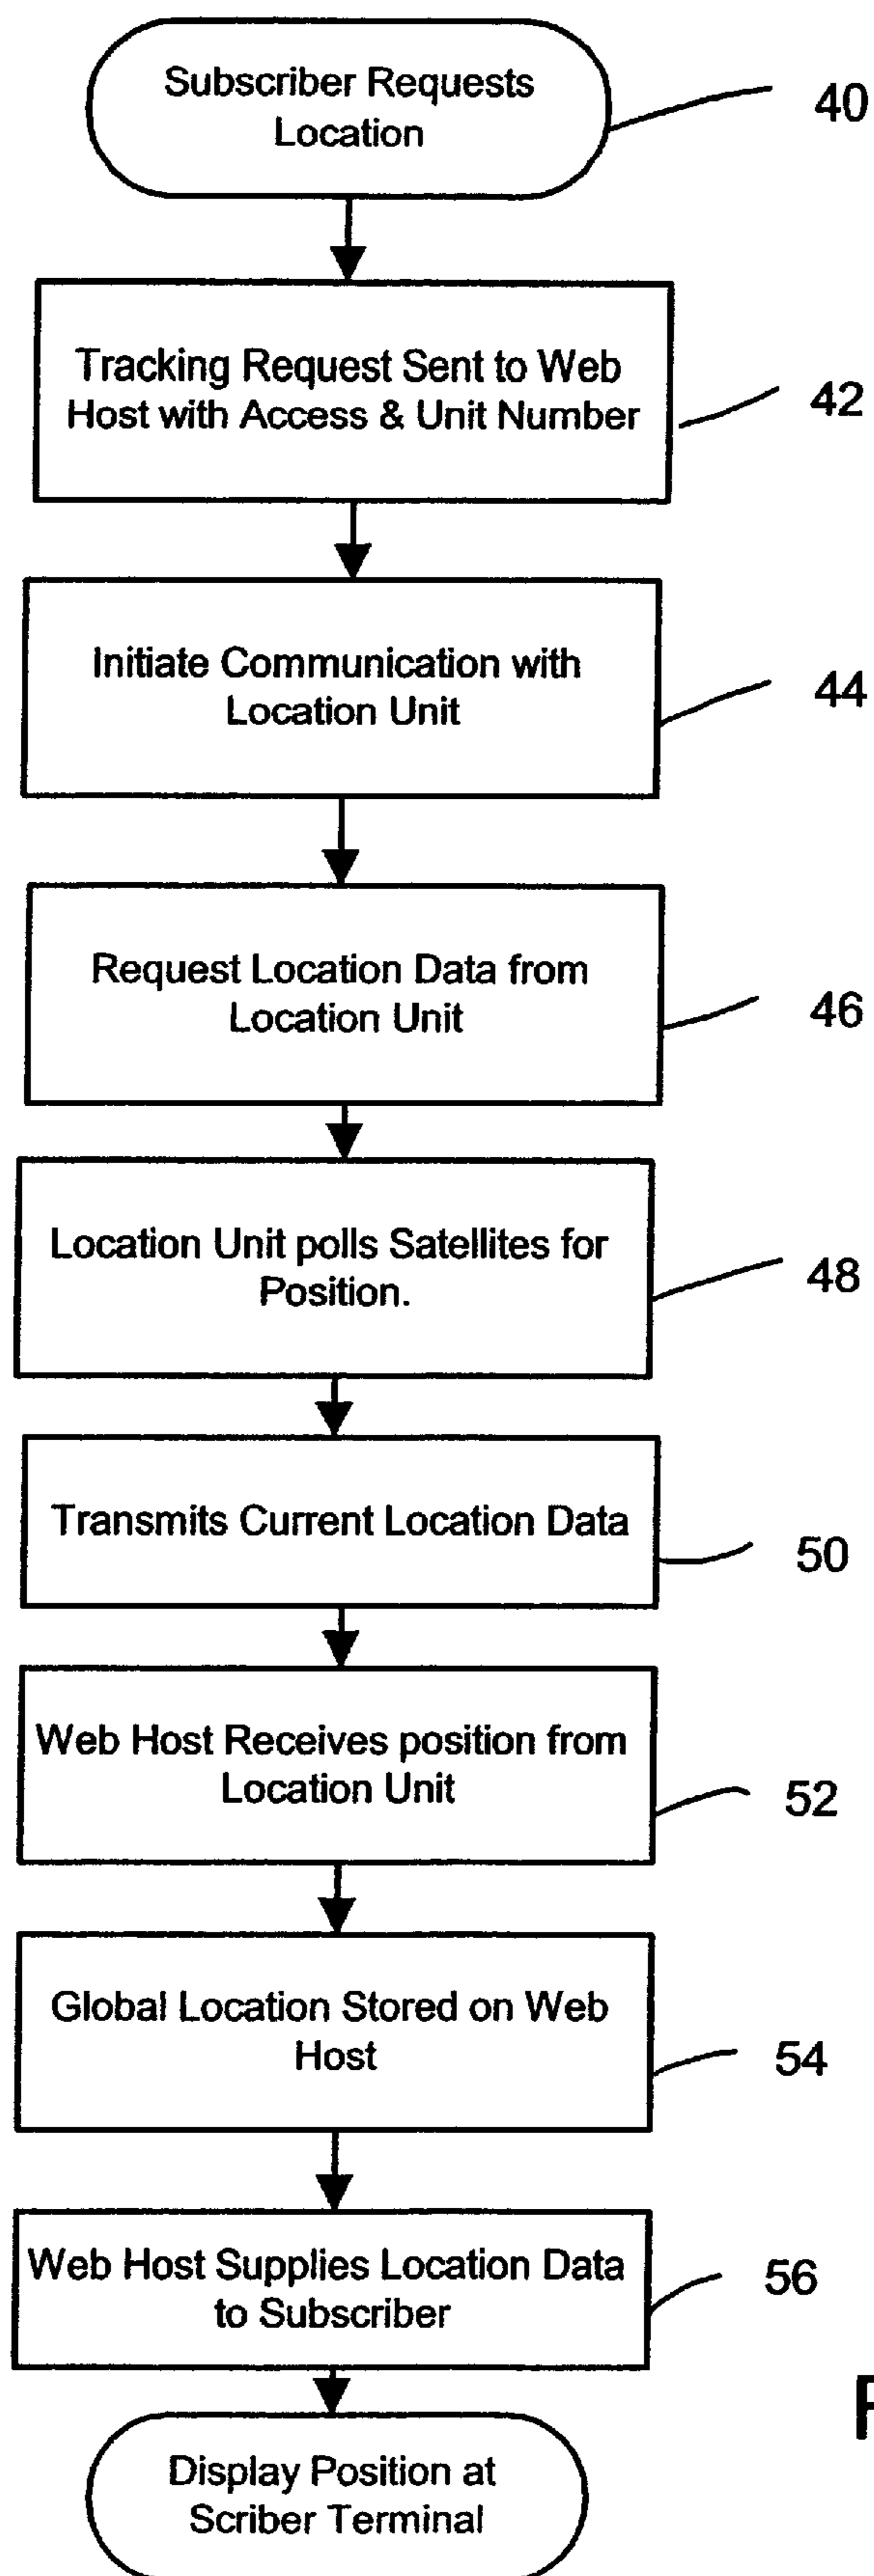 Subscriber Requests
Location
40
Tracking Request Sent to Web
Host with Access & Unit Number
42
Initiate Communication with
Location Unit
44
Request Location Data from
Location Unit
46
Location Unit polls Satellites for
Position.
48
Transmits Current Location Data
50
Web Host Receives position from
Location Unit
52
Global Location Stored on Web
Host
54
Web Host Supplies Location Data
to Subscriber
56
Display Position at
Scriber Terminal